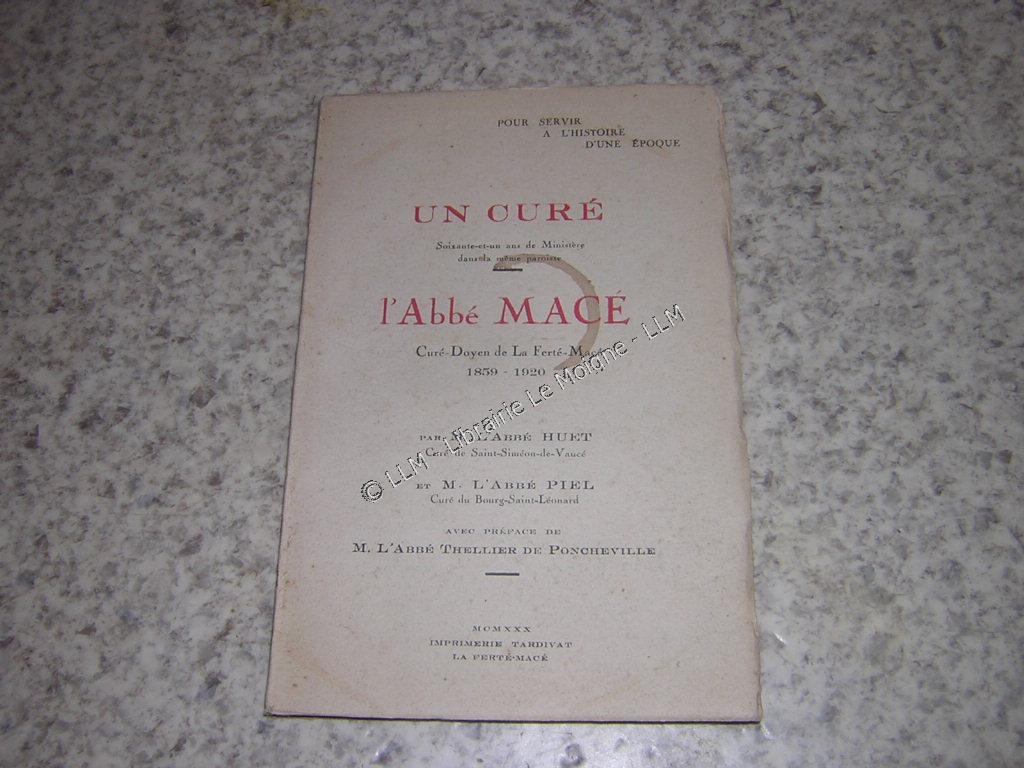 POUR SERVIR
A L'HISTOIRE
D'UNE ÉPOQUE
UN CURÉ
Soixante-et-un ans de Ministère
dans la même paroisse
l'Abbé MACÉ
Curé-Doyen de La Ferté-Macé
1859 - 1920
PAR M. L'ABBÉ HUET
Curé de Saint-Siméon-de-Vaucé
ET M. L'ABBÉ PIEL
Curé du Bourg-Saint-Léonard
AVEC PRÉFACE DE
M. L'ABBÉ THELLIER DE PONCHEVILLE
MCMXXX
IMPRIMERIE TARDIVAT
LA FERTÉ-MACÉ
© LLM - Librairie Le Moigne - LLM